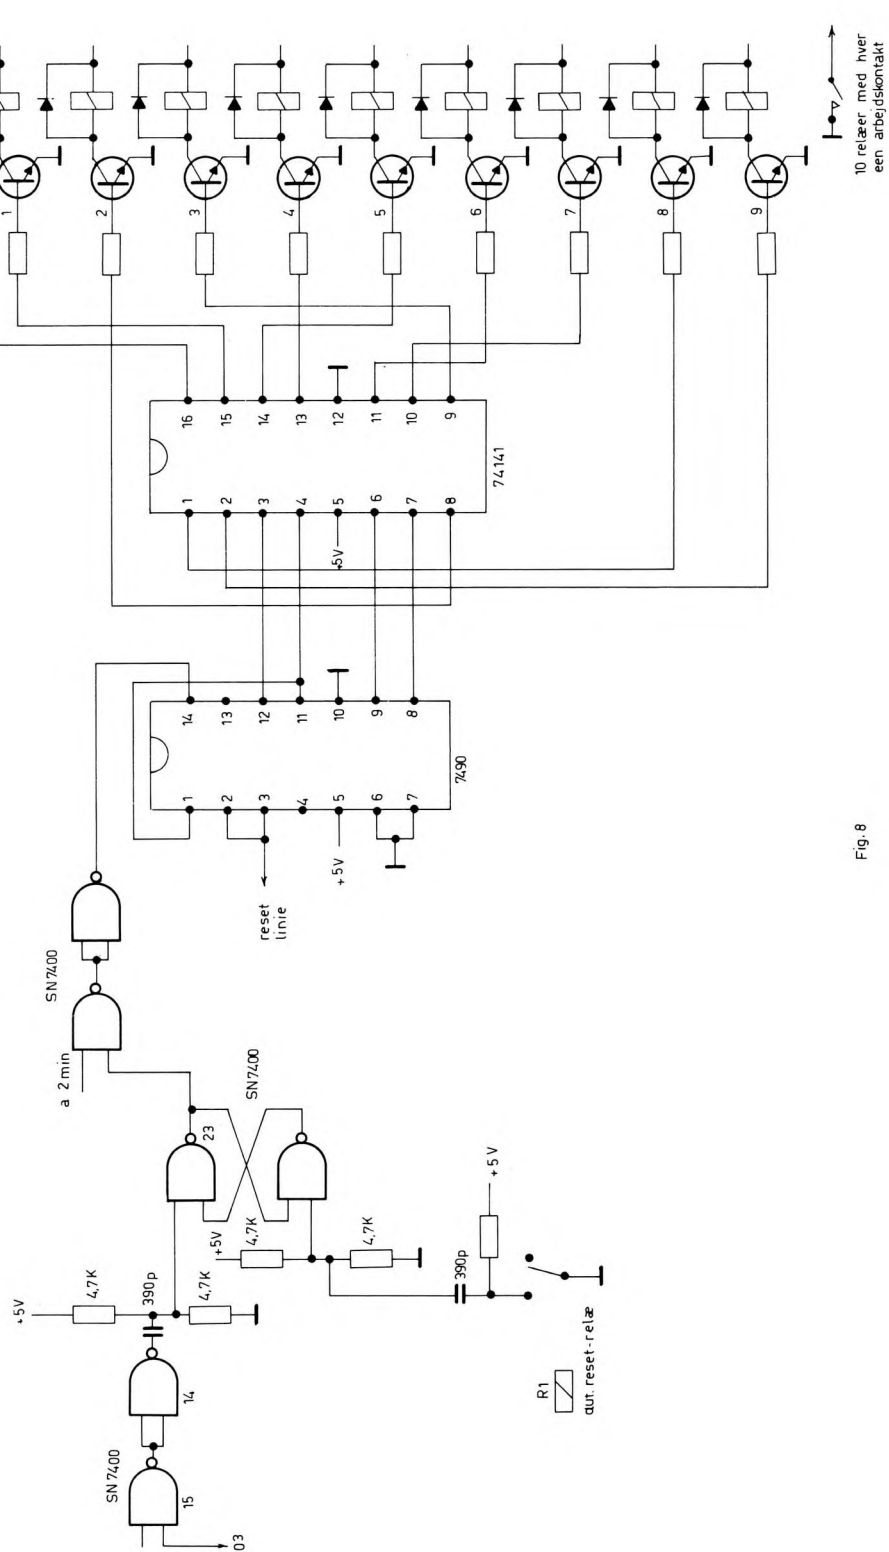 1
2
3
4
5
6
7
8
9
10 relæer med hver
een arbejdskontakt
16
15
14
13
12
11
10
9
74141
1
2
3
4
5
6
7
8
+5V
14
13
12
11
10
9
8
7490
1
2
3
4
5
6
7
+5V
reset
linie
SN7400
a 2 min
SN7400
23
+5V
4,7K
4,7K
+5V
4,7K
390p
4,7K
390p
+5V
SN7400
14
15
03
R1
aut. reset-relæ
Fig. 8